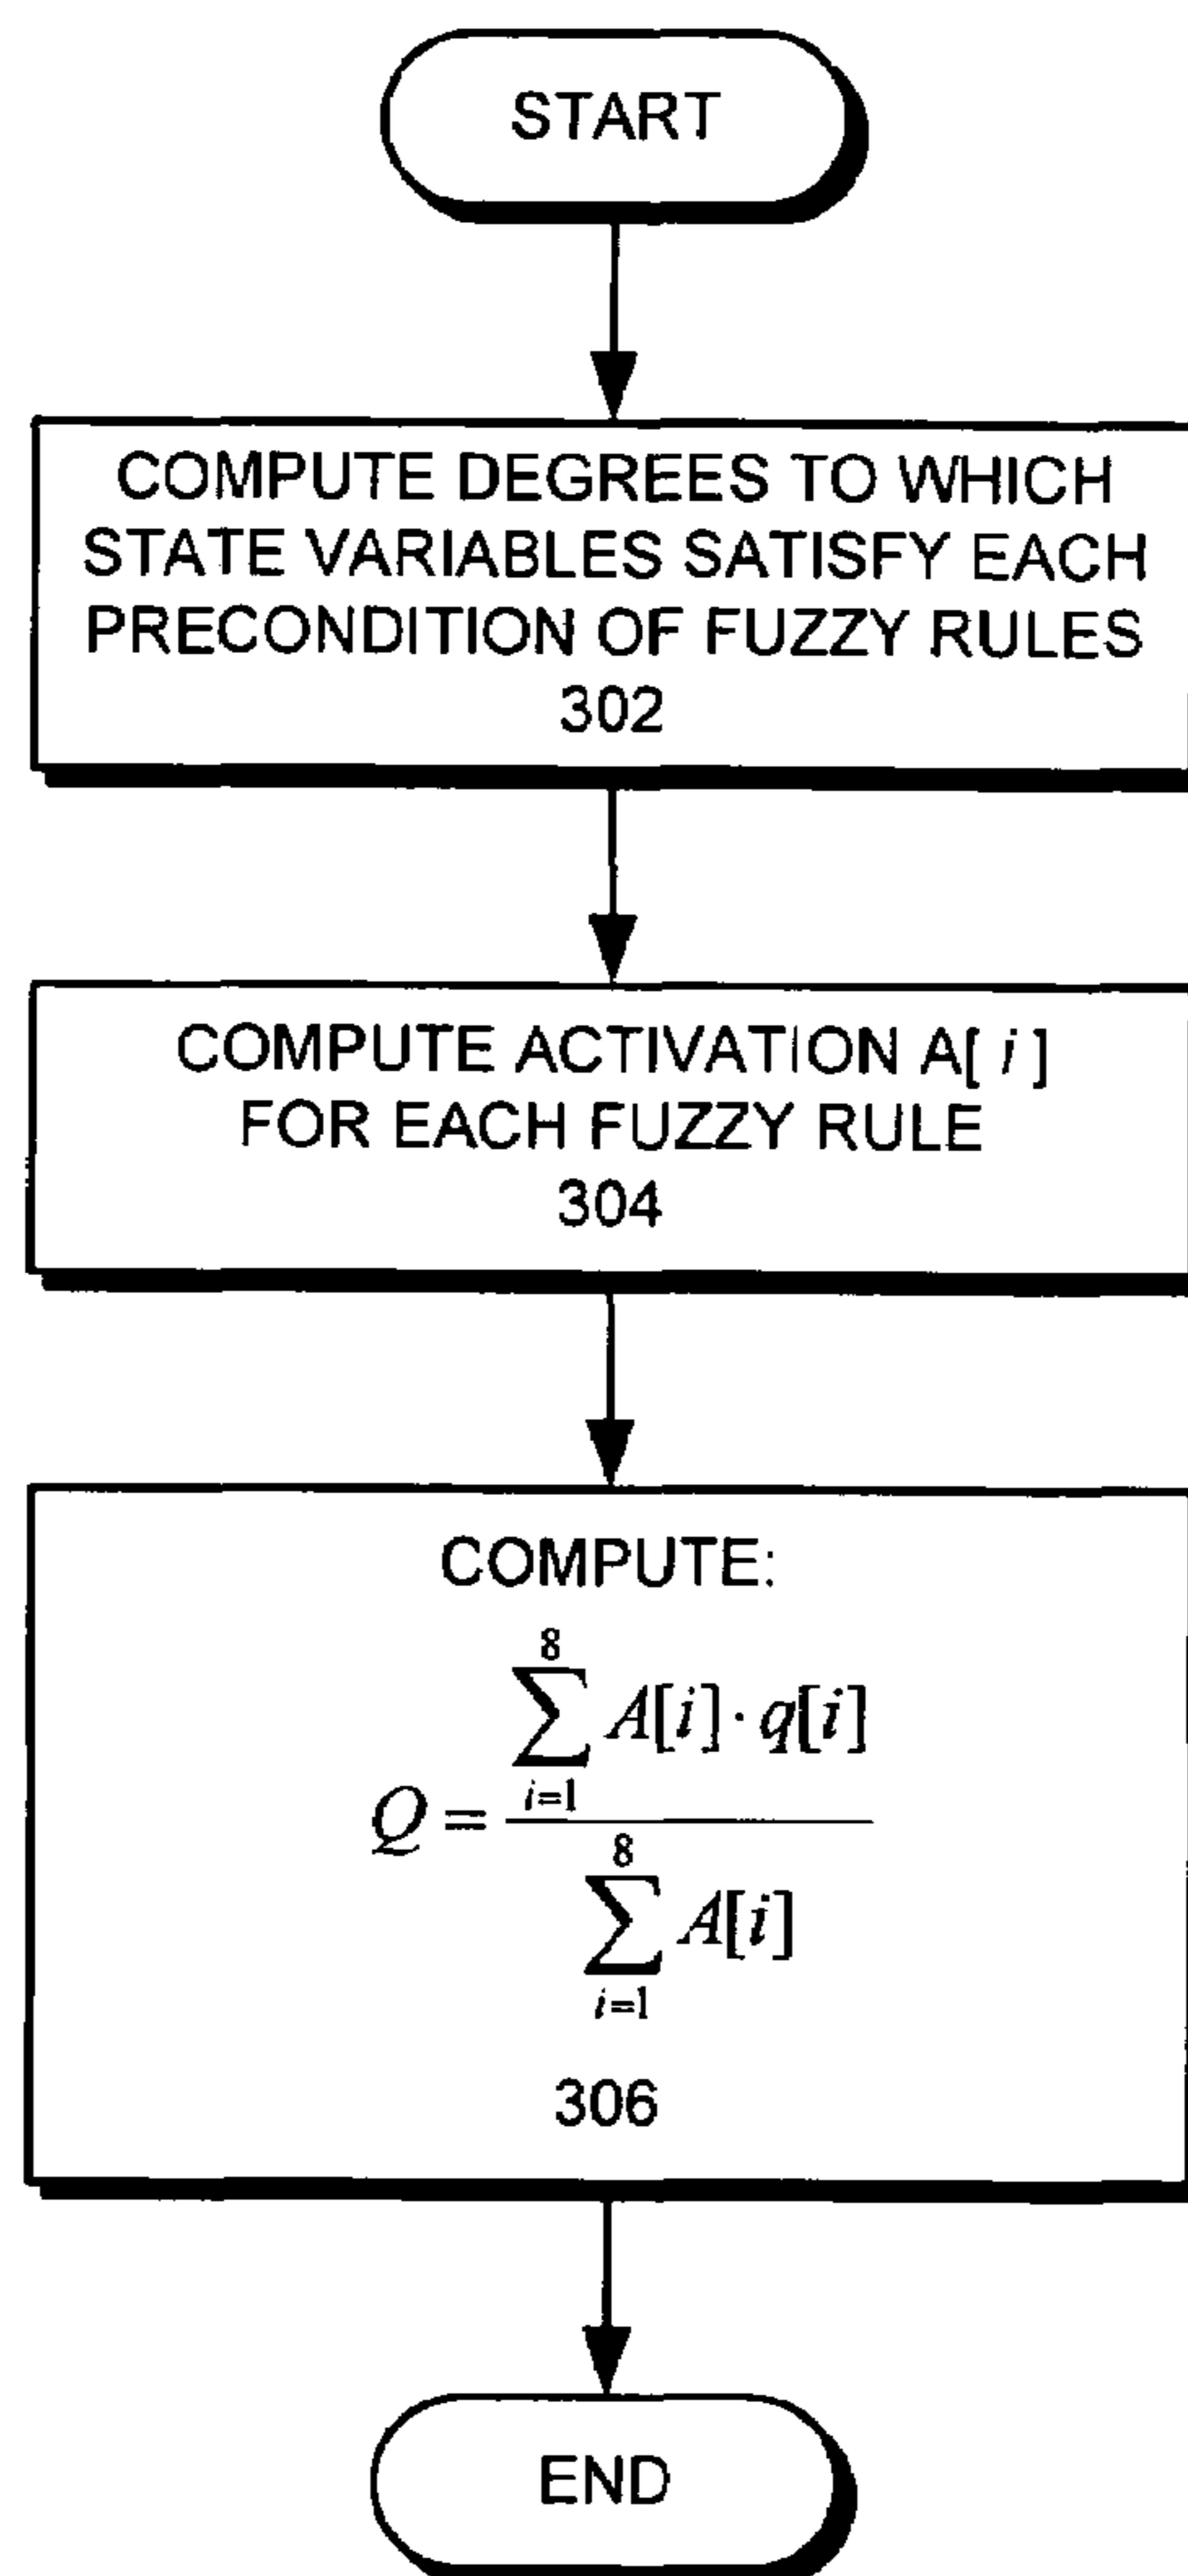 START
COMPUTE DEGREES TO WHICH
STATE VARIABLES SATISFY EACH
PRECONDITION OF FUZZY RULES
302
COMPUTE ACTIVATION A[ i ]
FOR EACH FUZZY RULE
304
COMPUTE:
8
∑ A[i] · q[i]
i=1
Q =
8
∑ A[i]
i=1
306
END